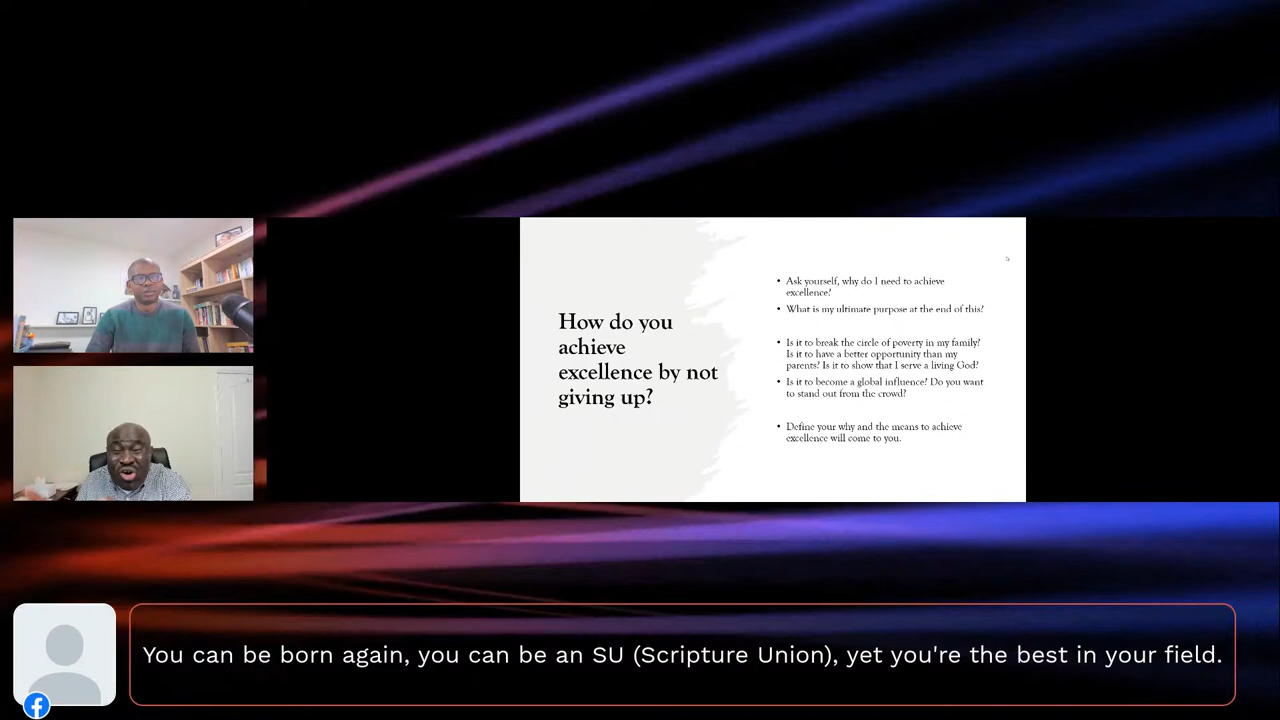 How do you
achieve
excellence by not
giving up?
• Ask yourself, why do I need to achieve
excellence?
• What is my ultimate purpose at the end of this?
• Is it to break the circle of poverty in my family?
Is it to have a better opportunity than my
parents? Is it to show that I serve a living God?
• Is it to become a global influence? Do you want
to stand out from the crowd?
• Define your why and the means to achieve
excellence will come to you.
You can be born again, you can be an SU (Scripture Union), yet you're the best in your field.